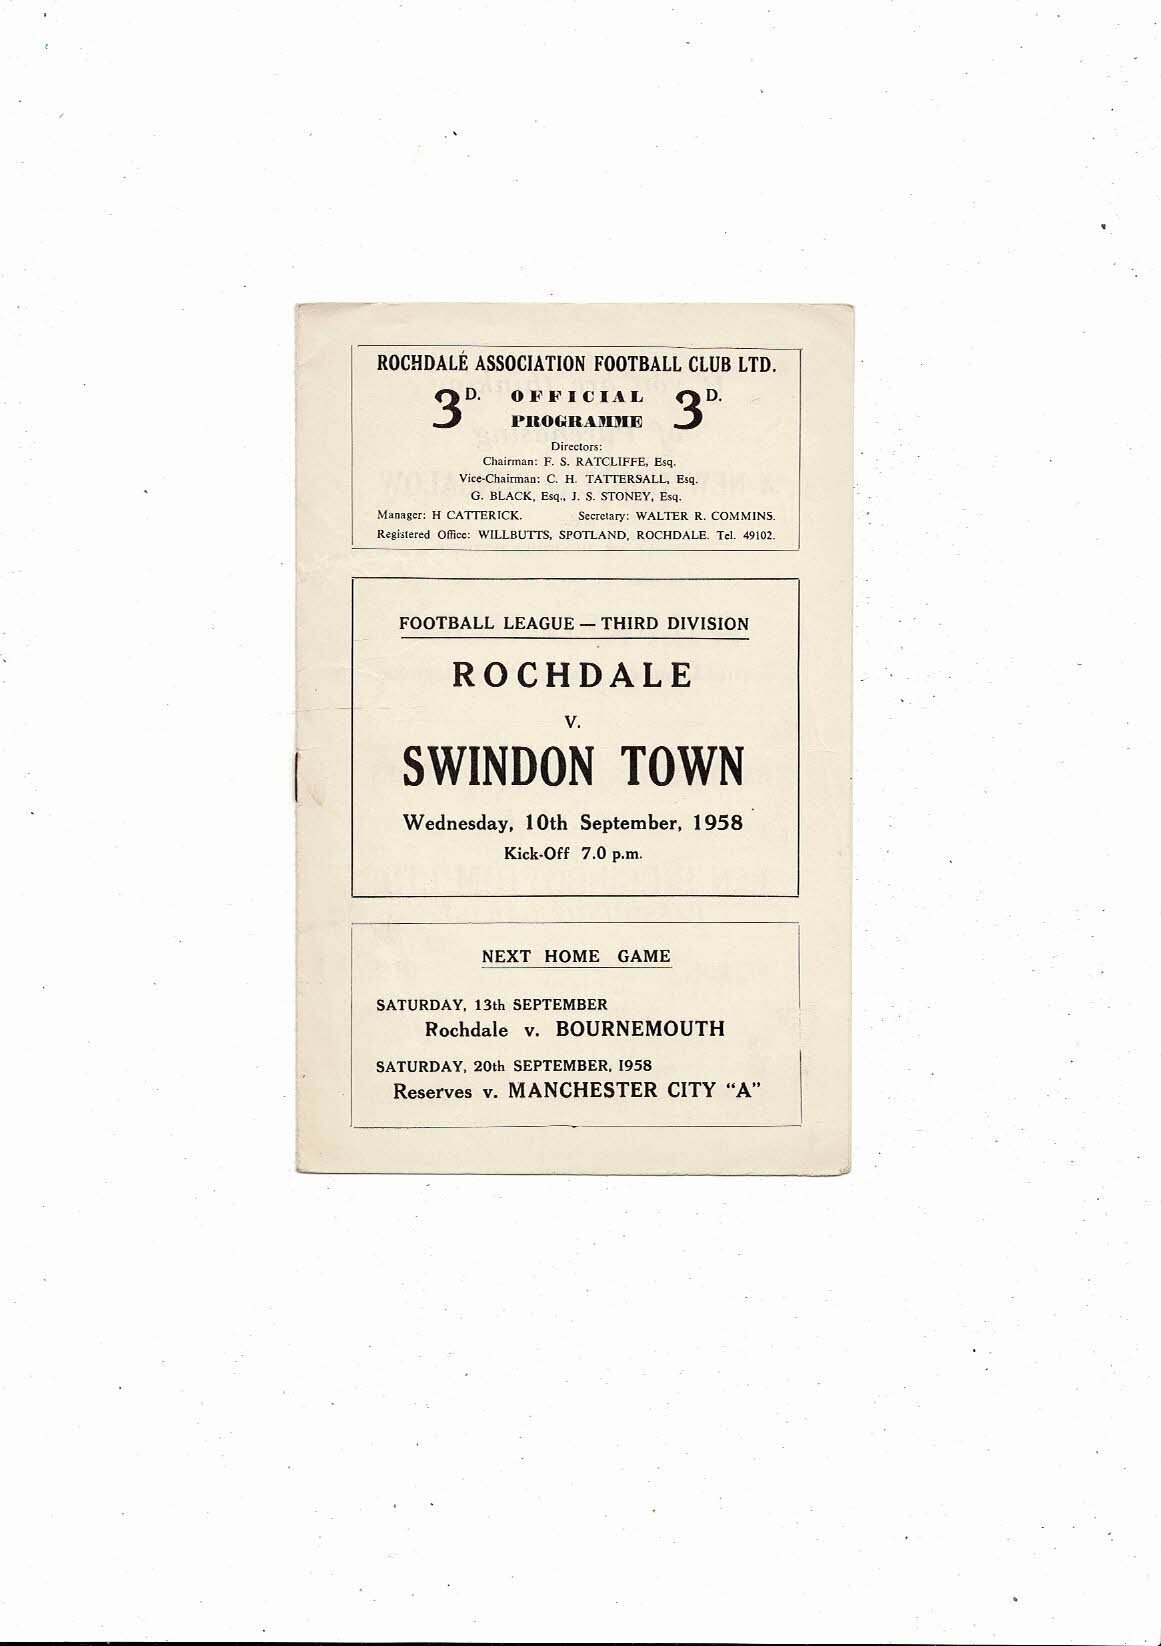 ROCHDALE ASSOCIATION FOOTBALL CLUB LTD.
3D. OFFICIAL PROGRAMME 3D.
Directors:
Chairman: F. S. RATCLIFFE, Esq.
Vice-Chairman: C. H. TATTERSALL, Esq.
G. BLACK, Esq., J. S. STONEY, Esq.
Manager: H CATTERICK. Secretary: WALTER R. COMMINS.
Registered Office: WILLBUTTS, SPOTLAND, ROCHDALE. Tel. 49102.
FOOTBALL LEAGUE — THIRD DIVISION
ROCHDALE
V.
SWINDON TOWN
Wednesday, 10th September, 1958
Kick-Off 7.0 p.m.
NEXT HOME GAME
SATURDAY, 13th SEPTEMBER
Rochdale v. BOURNEMOUTH
SATURDAY, 20th SEPTEMBER, 1958
Reserves v. MANCHESTER CITY "A"